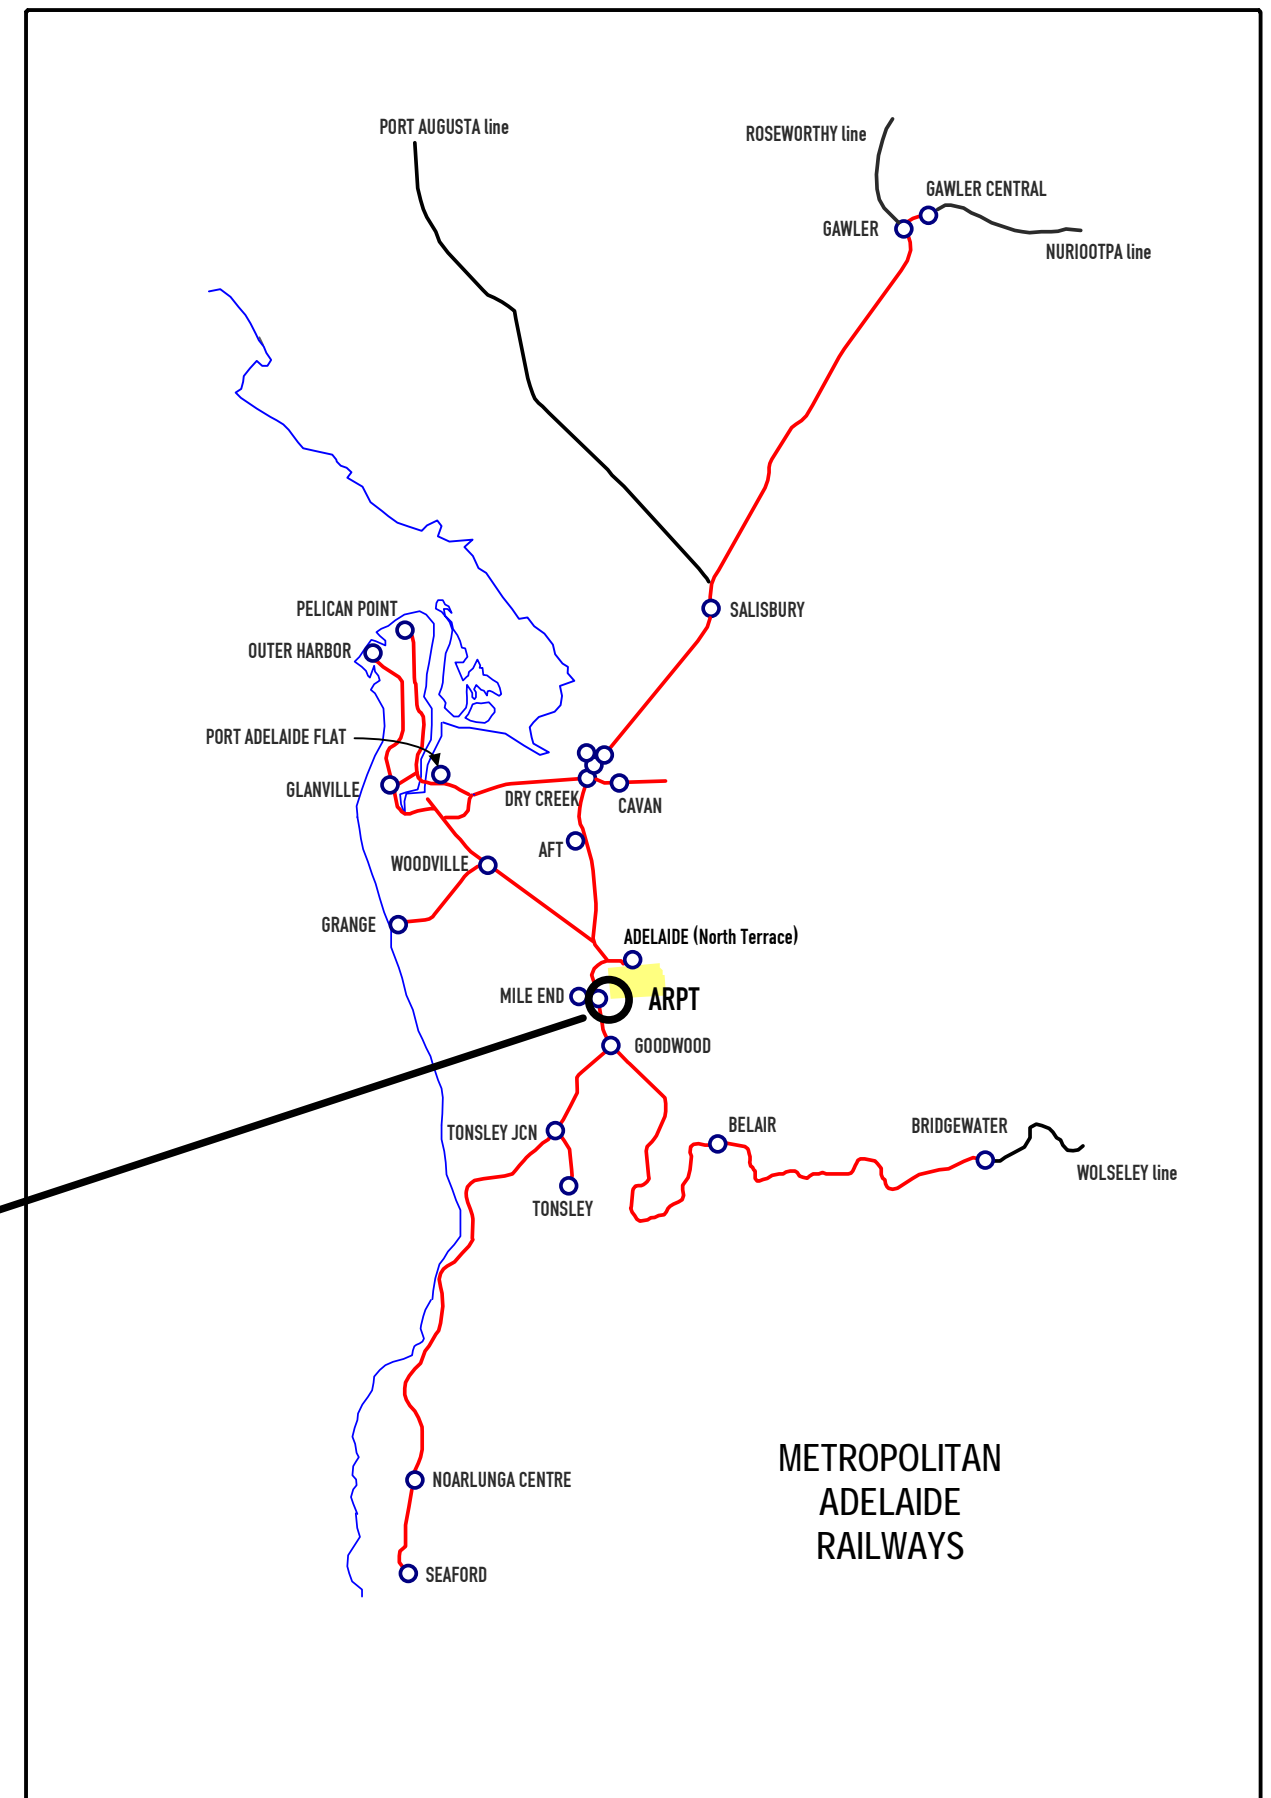 PORT AUGUSTA line
ROSEWORTHY line
GAWLER CENTRAL
GAWLER
NURIOOTPA line
PELICAN POINT
SALISBURY
OUTER HARBOR
PORT ADELAIDE FLAT
GLANVILLE
DRY CREEK
CAVAN
AFT
WOODVILLE
GRANGE
ADELAIDE (North Terrace)
MILE END
ARPT
GOODWOOD
TONSLEY JCN
BELAIR
BRIDGEWATER
WOLSELEY line
TONSLEY
METROPOLITAN
ADELAIDE
RAILWAYS
NOARLUNGA CENTRE
SEAFORD